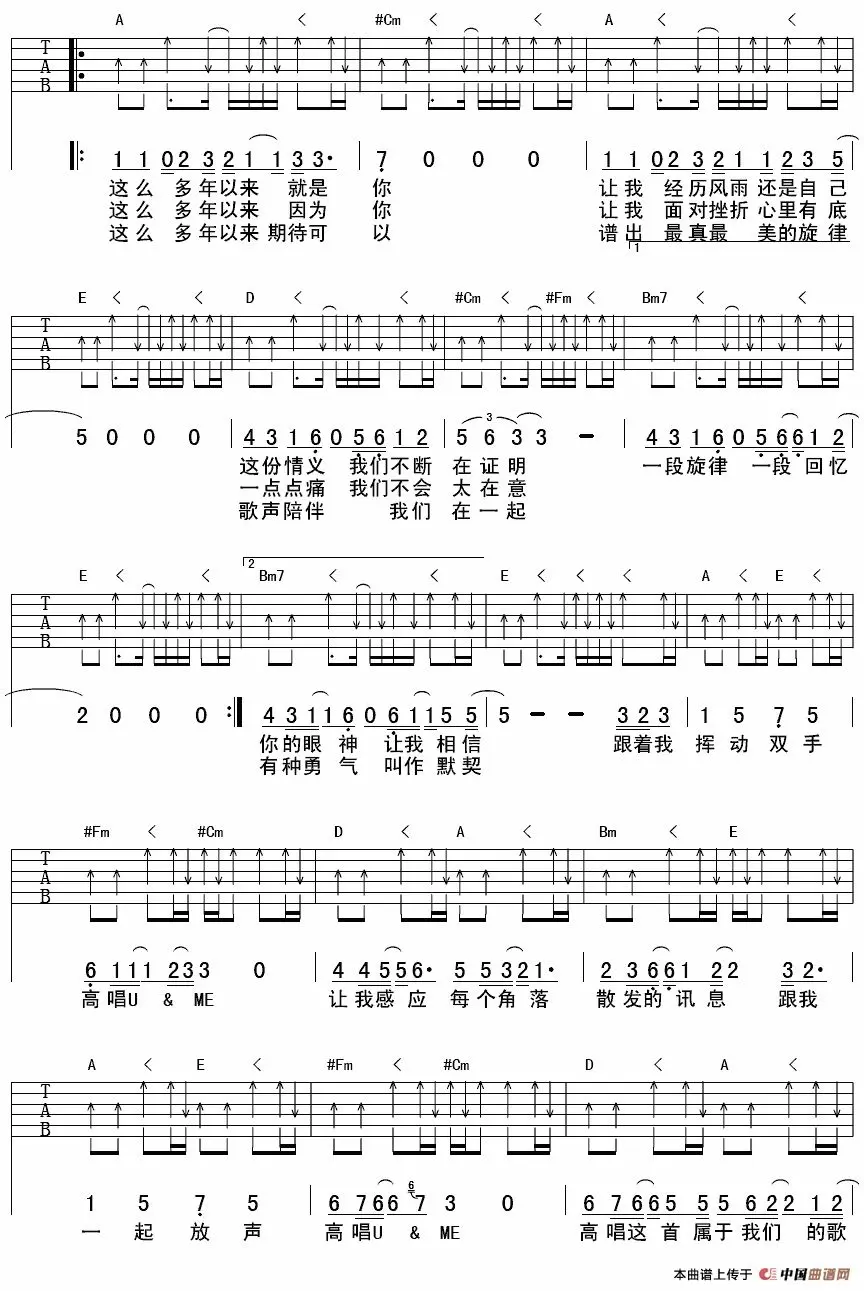 A < #Cm < < A < <
T
A
B
1 1 0 2 3 2 1 1 3 3· 7 0 0 0 1 1 0 2 3 2 1 1 2 3 5
这么 多年以来 就是 你 让我 经历风雨还是自己
这么 多年以来 因为 你 让我 面对挫折心里有底
这么 多年以来期待可 以 谱出 最真最 美的旋律
1
E < < D < < #Cm < #Fm < Bm7 < <
T
A
B
5 0 0 0 4 3 1 6 0 5 6 1 2 5 6 3 3 - 4 3 1 6 0 5 6 6 1 2
3
这份情义 我们不断 在证明 一段旋律 一段回忆
一点点痛 我们不会 太在意
歌声陪伴 我们 在一起
2
E < < Bm7 < < E < < < A < E <
T
A
B
2 0 0 0 4 3 1 1 6 0 6 1 1 5 5 5 - - 3 2 3 1 5 7 5
你的眼 神 让我 相信 跟着我 挥动双手
有种勇 气 叫作 默契
#Fm < #Cm D < A < Bm < E
T
A
B
6 1 1 1 1 2 3 3 0 4 4 5 5 6· 5 5 3 2 1· 2 3 6 6 1 2 2 3 2·
高唱U & ME 让我感应 每个角落 散发的讯息 跟我
A < E < #Fm < #Cm D < A <
T
A
B
6
1 5 7 5 6 7 6 6 7 3 0 6 7 6 6 5 5 5 6 2 2 1 2
一起放声 高唱U & ME 高唱这首属于我们 的歌
本曲谱上传于 中国曲谱网